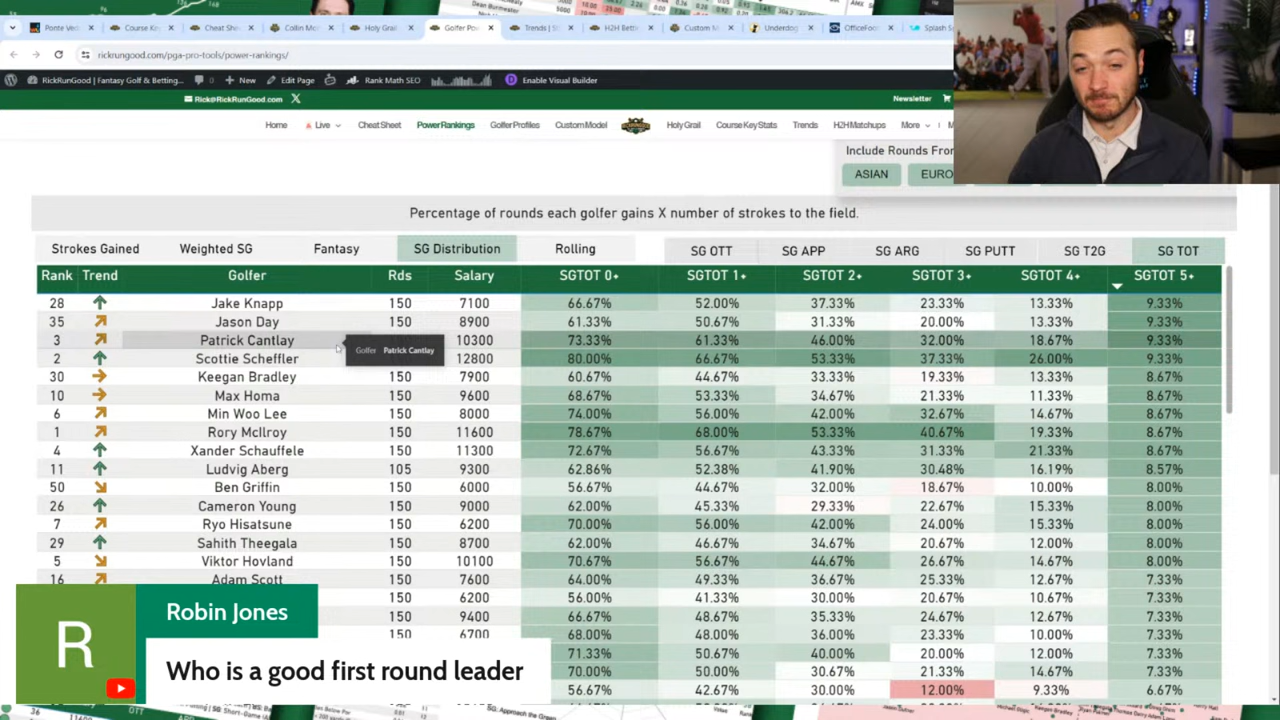 Ponte Vedr
Course Ke
Cheat She
Collin Mo
Holy Grail
Golfer Po
Trends |
H2H Betti
Custom M
Underdog
OfficeFoo
Splash S
rickrungood.com/pga-pro-tools/power-rankings/
RickRunGood | Fantasy Golf & Betting...
0
New
Edit Page
Rank Math SEO
Enable Visual Builder
Rick@RickRunGood.com
Newsletter
Home
Live
Cheat Sheet
Power Rankings
Golfer Profiles
Custom Model
Holy Grail
Course Key Stats
Trends
H2H Matchups
More
Include Rounds From
ASIAN
EURO
Percentage of rounds each golfer gains X number of strokes to the field.
Strokes Gained Weighted SG Fantasy SG Distribution Rolling SG OTT SG APP SG ARG SG PUTT SG T2G SG TOT
Rank Trend Golfer Rds Salary SGTOT 0+ SGTOT 1+ SGTOT 2+ SGTOT 3+ SGTOT 4+ SGTOT 5+
28 Jake Knapp 150 7100 66.67% 52.00% 37.33% 23.33% 13.33% 9.33%
35 Jason Day 150 8900 61.33% 50.67% 31.33% 20.00% 13.33% 9.33%
3 Patrick Cantlay 10300 73.33% 61.33% 46.00% 32.00% 18.67% 9.33%
Golfer Patrick Cantlay
2 Scottie Scheffler 12800 80.00% 66.67% 53.33% 37.33% 26.00% 9.33%
30 Keegan Bradley 150 7900 60.67% 44.67% 33.33% 19.33% 13.33% 8.67%
10 Max Homa 150 9600 68.67% 53.33% 34.67% 21.33% 11.33% 8.67%
6 Min Woo Lee 150 8000 74.00% 56.00% 42.00% 32.67% 14.67% 8.67%
1 Rory McIlroy 150 11600 78.67% 68.00% 53.33% 40.67% 19.33% 8.67%
4 Xander Schauffele 150 11300 72.67% 56.67% 43.33% 31.33% 21.33% 8.67%
11 Ludvig Aberg 105 9300 62.86% 52.38% 41.90% 30.48% 16.19% 8.57%
50 Ben Griffin 150 6000 56.67% 44.67% 32.00% 18.67% 10.00% 8.00%
26 Cameron Young 150 9000 62.00% 45.33% 29.33% 22.67% 15.33% 8.00%
7 Ryo Hisatsune 150 6200 70.00% 56.00% 42.00% 24.00% 15.33% 8.00%
29 Sahith Theegala 150 8700 62.00% 46.67% 34.67% 20.67% 12.00% 8.00%
5 Viktor Hovland 150 10100 70.67% 56.67% 44.67% 26.67% 14.67% 8.00%
16 Adam Scott 150 7600 64.00% 49.33% 36.67% 25.33% 12.67% 7.33%
150 6200 56.00% 41.33% 30.00% 20.67% 10.67% 7.33%
150 9400 66.67% 48.00% 35.33% 24.67% 12.67% 7.33%
150 6700 68.00% 48.00% 36.00% 23.33% 10.00% 7.33%
71.33% 50.67% 40.00% 20.00% 12.00% 7.33%
70.00% 50.00% 30.67% 21.33% 14.67% 7.33%
56.67% 42.67% 30.00% 12.00% 9.33% 6.67%
R
Robin Jones
Who is a good first round leader